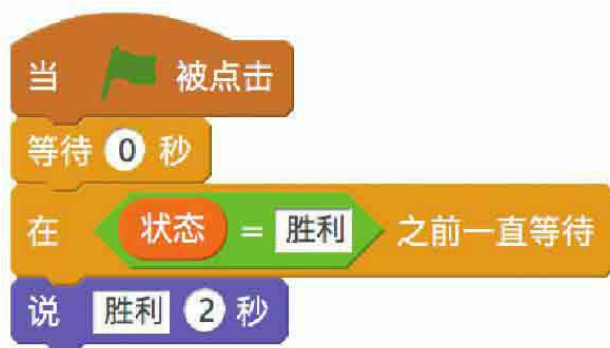 当 被点击
等待 0 秒
在 状态 = 胜利 之前一直等待
说 胜利 2 秒